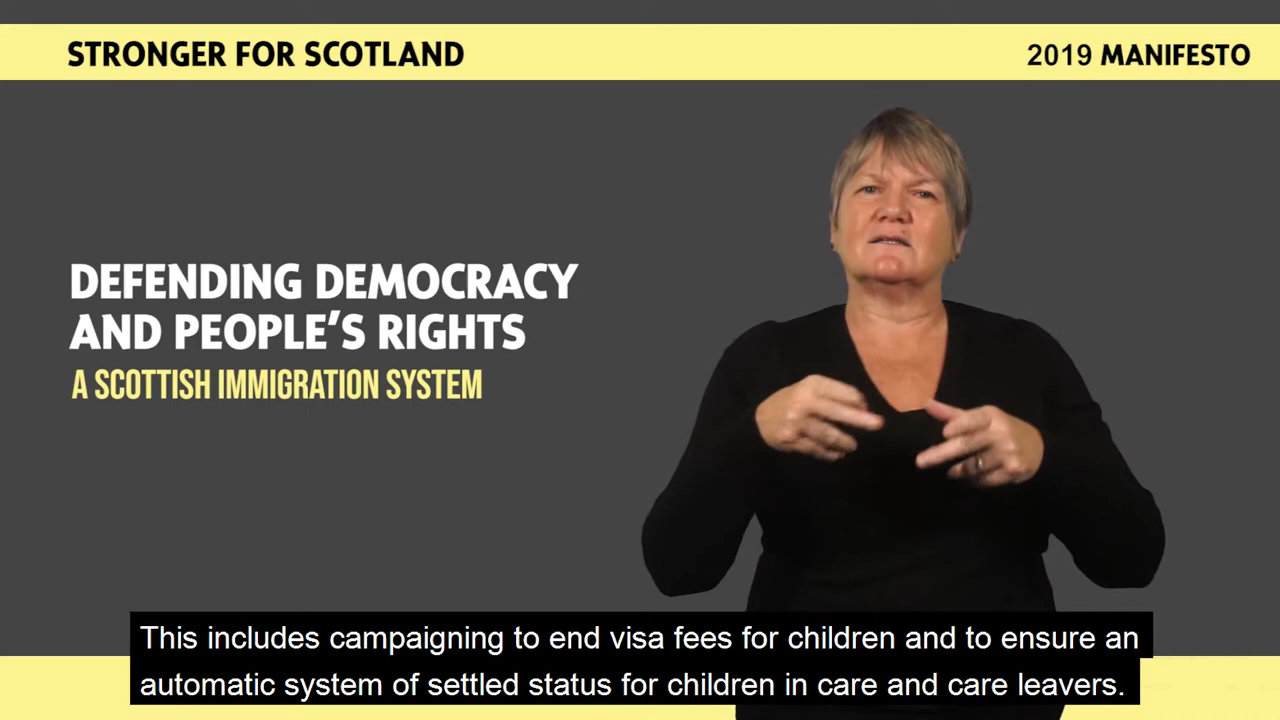 STRONGER FOR SCOTLAND
2019 MANIFESTO
DEFENDING DEMOCRACY
AND PEOPLE'S RIGHTS
A SCOTTISH IMMIGRATION SYSTEM
This includes campaigning to end visa fees for children and to ensure an
automatic system of settled status for children in care and care leavers.